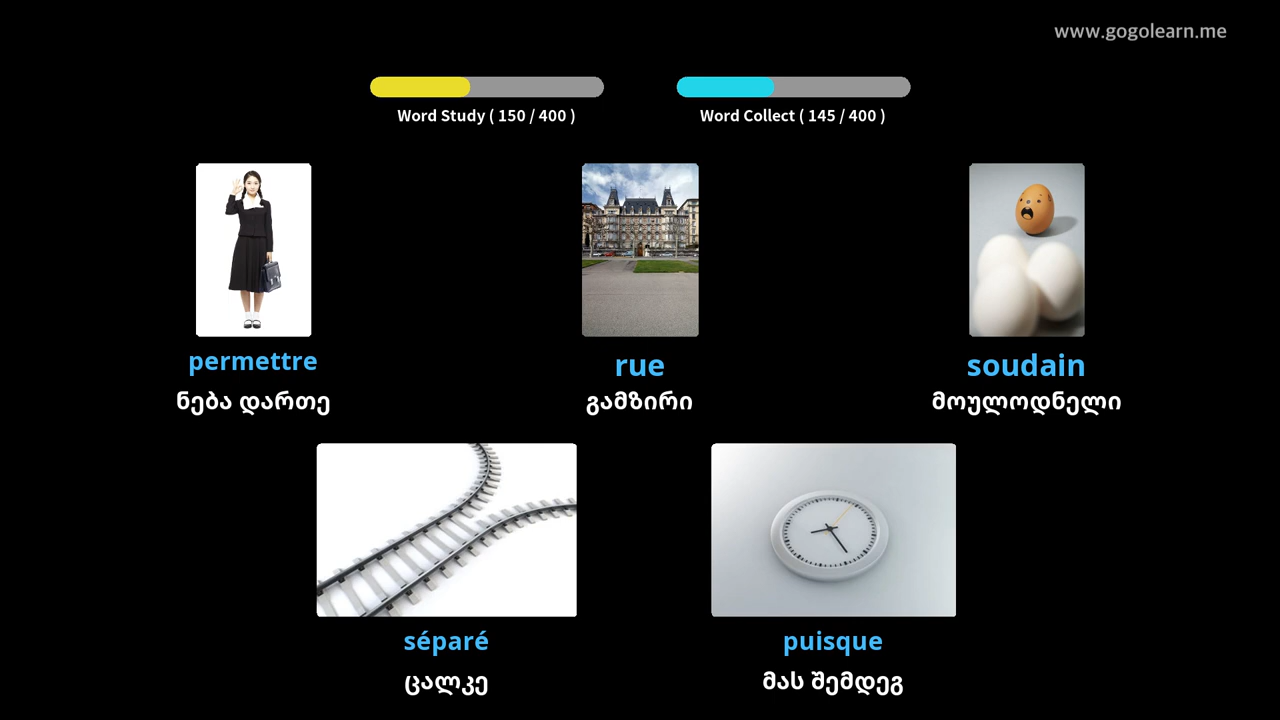 www.gogolearn.me
Word Study ( 150 / 400 )
Word Collect ( 145 / 400 )
permettre
ნება დართე
rue
გამზირი
soudain
მოულოდნელი
séparé
ცალკე
puisque
მას შემდეგ